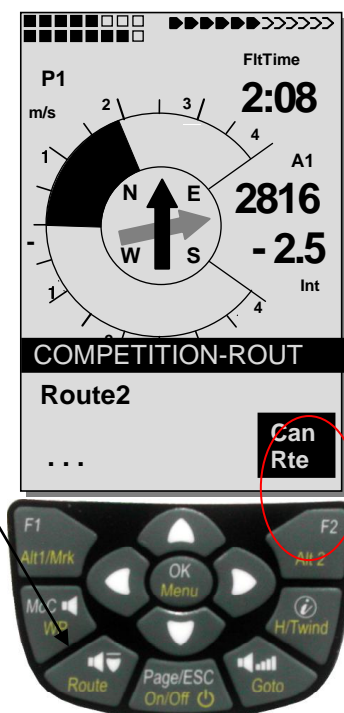 FltTime
P1
2:08
m/s
2
3
4
1
A1
N E
2816
-
W S
- 2.5
Int
1
4
COMPETITION-ROUT
Route2
Can
. . .
Rte
F1
F2
Alt1/Mrk
Alt 2
OK
Menu
McC
WP
i
H/Twind
Route
Page/ESC
On/Off
Goto